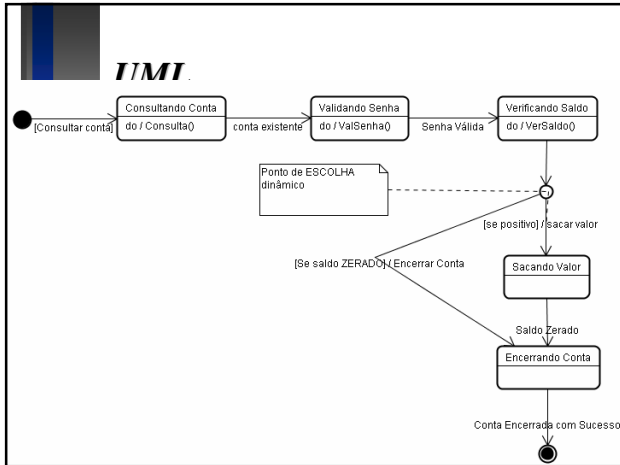 UML
Consultando Conta
do / Consulta()
Validando Senha
do / ValSenha()
Verificando Saldo
do / VerSaldo()
[Consultar conta]
conta existente
Senha Válida
Ponto de ESCOLHA
dinâmico
[se positivo] / sacar valor
[Se saldo ZERADO] / Encerrar Conta
Sacando Valor
Saldo Zerado
Encerrando Conta
Conta Encerrada com Sucesso